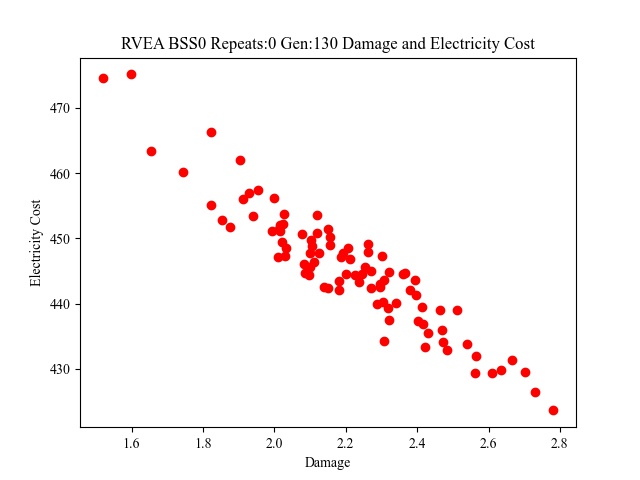 RVEA BSS0 Repeats:0 Gen:130 Damage and Electricity Cost
470
460
450
440
430
Electricity Cost
1.6 1.8 2.0 2.2 2.4 2.6 2.8
Damage